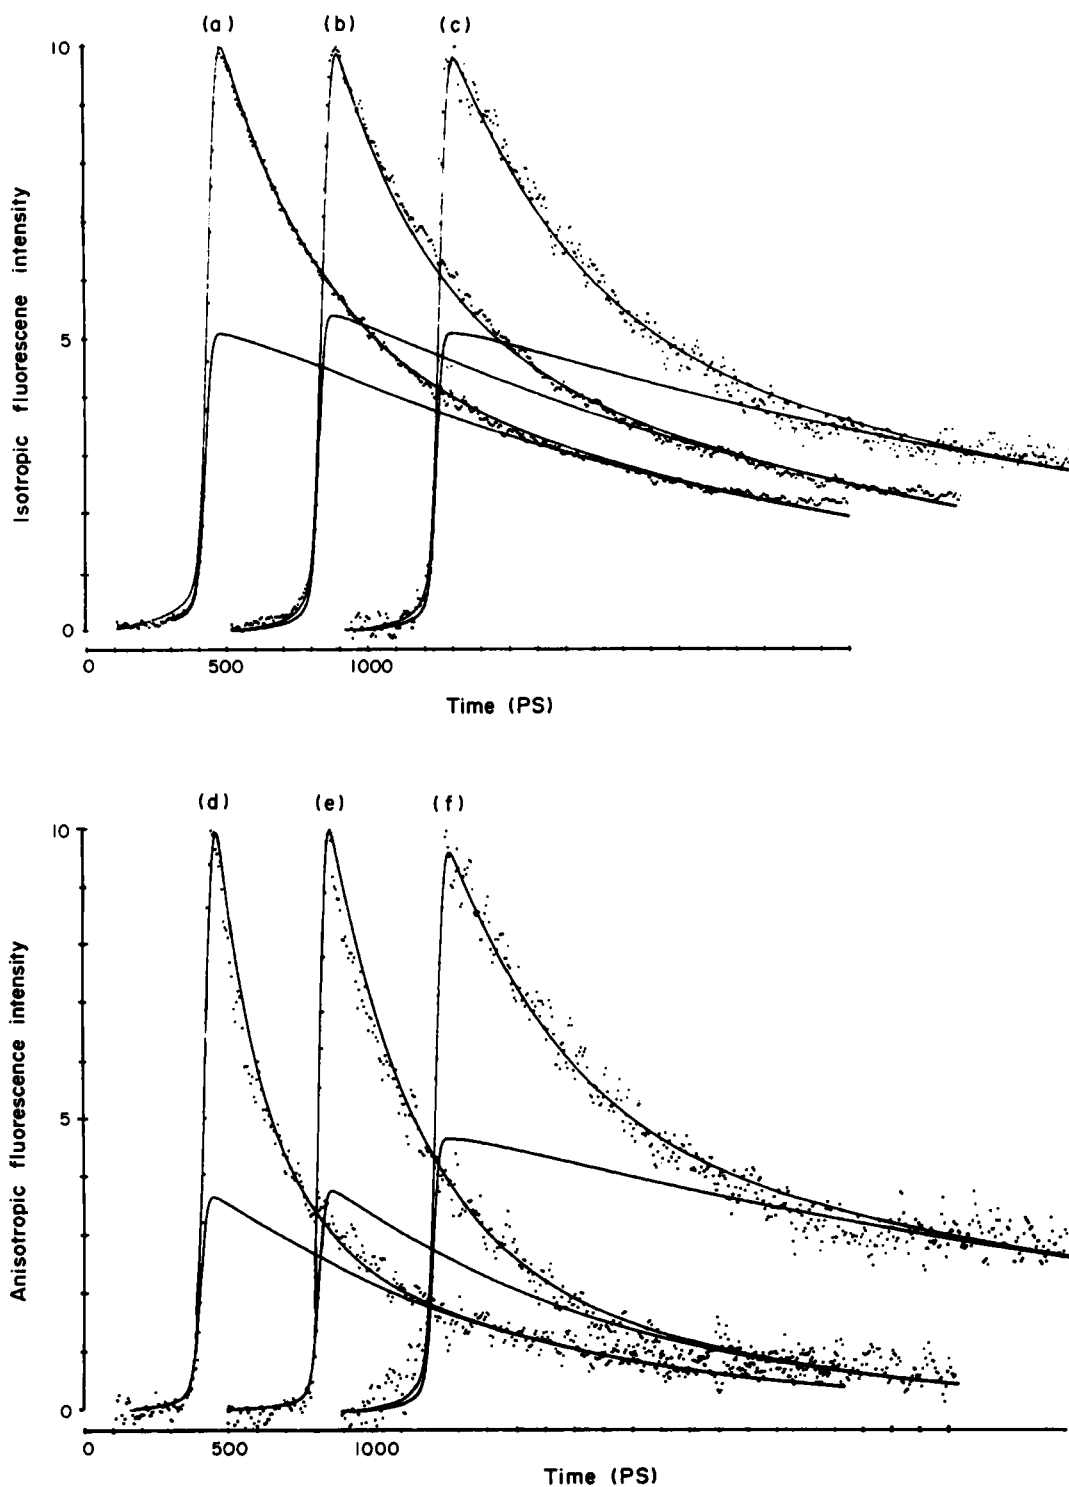 (a) (b) (c)
10
5
0
Isotropic fluorescene intensity
0 500 1000
Time (PS)
(d) (e) (f)
10
5
0
Anisotropic fluorescence intensity
0 500 1000
Time (PS)